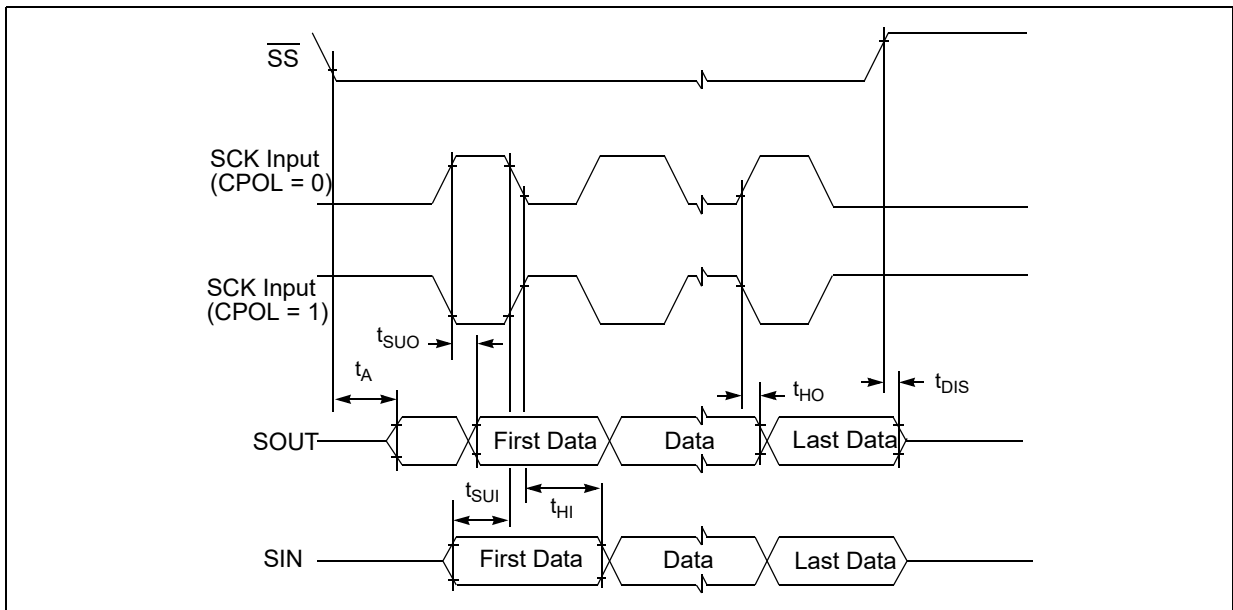 SS
SCK Input
(CPOL = 0)
SCK Input
(CPOL = 1)
tSUO
tA
tHO
tDIS
SOUT
First Data
Data
Last Data
tSUI
tHI
SIN
First Data
Data
Last Data